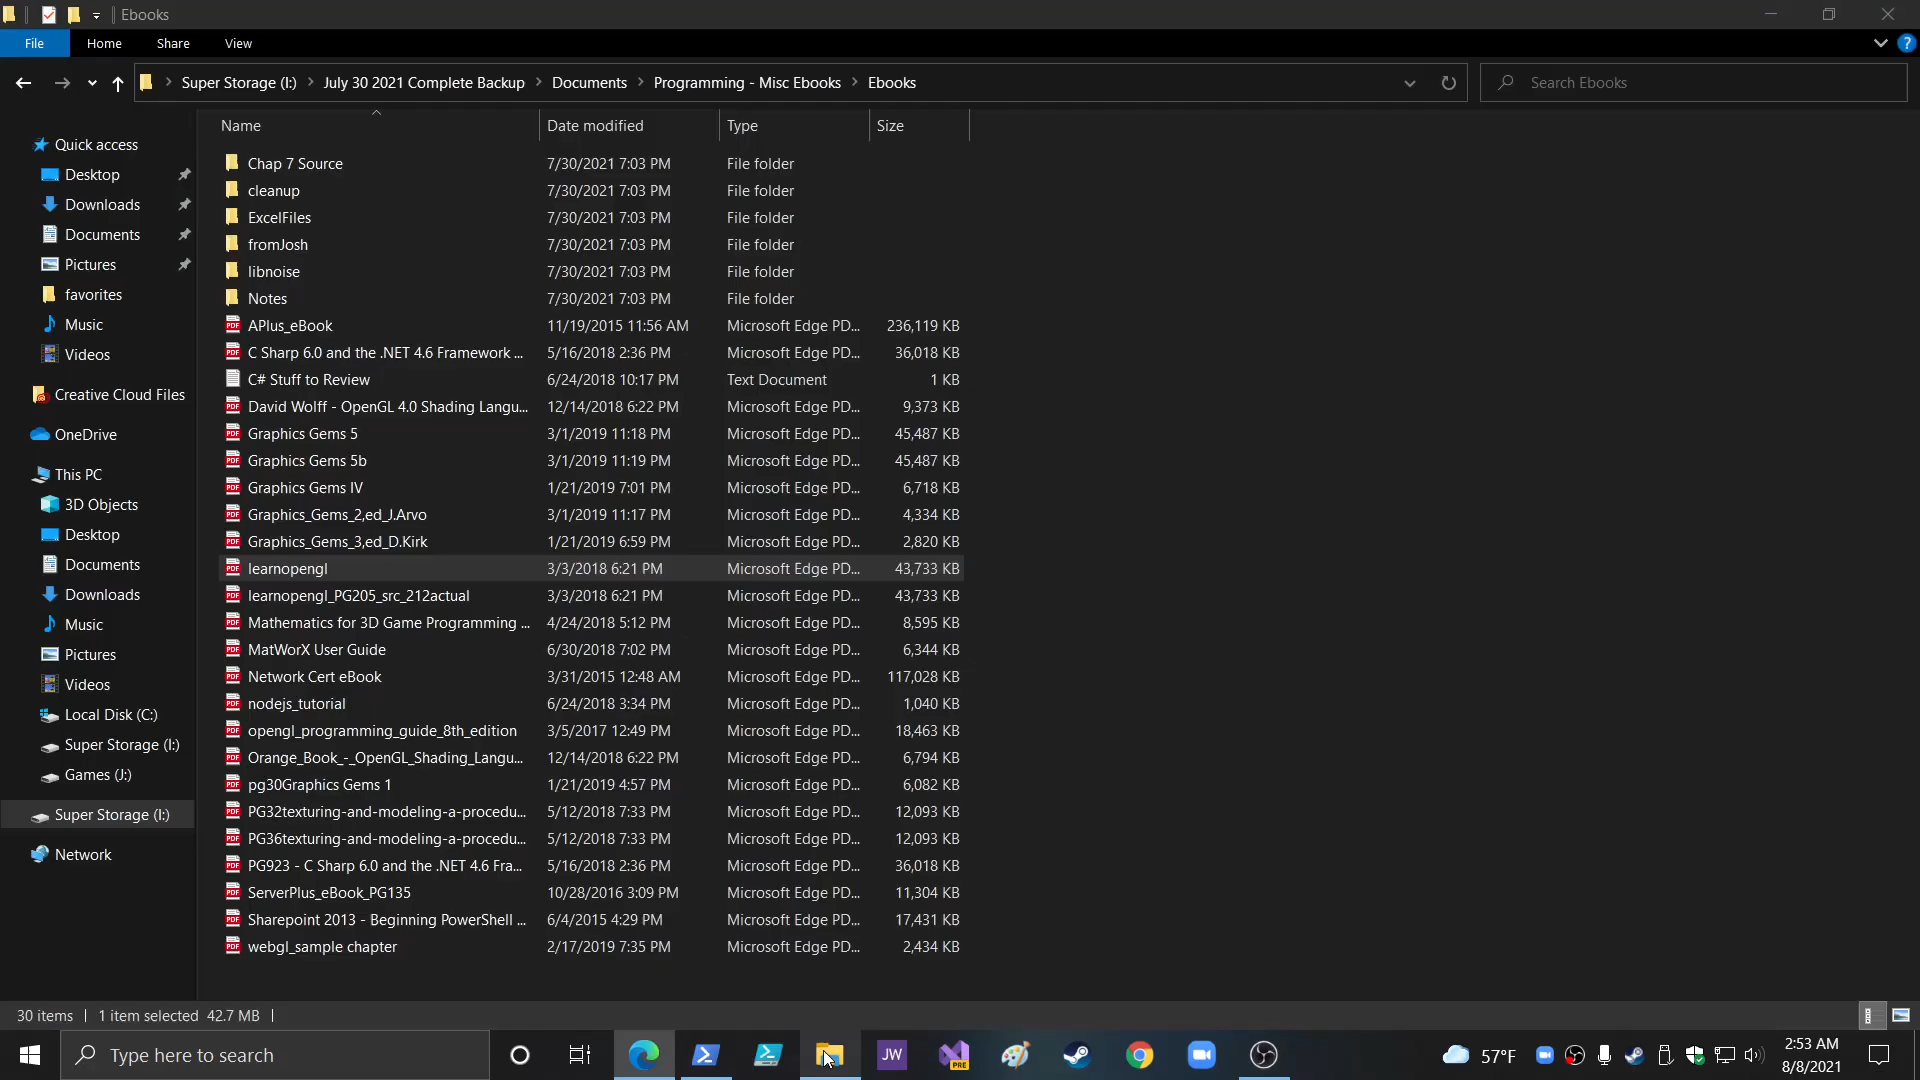 Ebooks
File Home Share View
Super Storage (I:) July 30 2021 Complete Backup Documents Programming - Misc Ebooks Ebooks Search Ebooks
Name Date modified Type Size
Quick access
Desktop
Downloads
Documents
Pictures
favorites
Music
Videos
Creative Cloud Files
OneDrive
This PC
3D Objects
Desktop
Documents
Downloads
Music
Pictures
Videos
Local Disk (C:)
Super Storage (I:)
Games (J:)
Super Storage (I:)
Network
Chap 7 Source 7/30/2021 7:03 PM File folder
cleanup 7/30/2021 7:03 PM File folder
ExcelFiles 7/30/2021 7:03 PM File folder
fromJosh 7/30/2021 7:03 PM File folder
libnoise 7/30/2021 7:03 PM File folder
Notes 7/30/2021 7:03 PM File folder
APlus_eBook 11/19/2015 11:56 AM Microsoft Edge PD... 236,119 KB
C Sharp 6.0 and the .NET 4.6 Framework ... 5/16/2018 2:36 PM Microsoft Edge PD... 36,018 KB
C# Stuff to Review 6/24/2018 10:17 PM Text Document 1 KB
David Wolff - OpenGL 4.0 Shading Langu... 12/14/2018 6:22 PM Microsoft Edge PD... 9,373 KB
Graphics Gems 5 3/1/2019 11:18 PM Microsoft Edge PD... 45,487 KB
Graphics Gems 5b 3/1/2019 11:19 PM Microsoft Edge PD... 45,487 KB
Graphics Gems IV 1/21/2019 7:01 PM Microsoft Edge PD... 6,718 KB
Graphics_Gems_2,ed_J.Arvo 3/1/2019 11:17 PM Microsoft Edge PD... 4,334 KB
Graphics_Gems_3,ed_D.Kirk 1/21/2019 6:59 PM Microsoft Edge PD... 2,820 KB
learnopengl 3/3/2018 6:21 PM Microsoft Edge PD... 43,733 KB
learnopengl_PG205_src_212actual 3/3/2018 6:21 PM Microsoft Edge PD... 43,733 KB
Mathematics for 3D Game Programming ... 4/24/2018 5:12 PM Microsoft Edge PD... 8,595 KB
MatWorX User Guide 6/30/2018 7:02 PM Microsoft Edge PD... 6,344 KB
Network Cert eBook 3/31/2015 12:48 AM Microsoft Edge PD... 117,028 KB
nodejs_tutorial 6/24/2018 3:34 PM Microsoft Edge PD... 1,040 KB
opengl_programming_guide_8th_edition 3/5/2017 12:49 PM Microsoft Edge PD... 18,463 KB
Orange_Book_-_OpenGL_Shading_Langu... 12/14/2018 6:22 PM Microsoft Edge PD... 6,794 KB
pg30Graphics Gems 1 1/21/2019 4:57 PM Microsoft Edge PD... 6,082 KB
PG32texturing-and-modeling-a-procedu... 5/12/2018 7:33 PM Microsoft Edge PD... 12,093 KB
PG36texturing-and-modeling-a-procedu... 5/12/2018 7:33 PM Microsoft Edge PD... 12,093 KB
PG923 - C Sharp 6.0 and the .NET 4.6 Fra... 5/16/2018 2:36 PM Microsoft Edge PD... 36,018 KB
ServerPlus_eBook_PG135 10/28/2016 3:09 PM Microsoft Edge PD... 11,304 KB
Sharepoint 2013 - Beginning PowerShell ... 6/4/2015 4:29 PM Microsoft Edge PD... 17,431 KB
webgl_sample chapter 2/17/2019 7:35 PM Microsoft Edge PD... 2,434 KB
30 items 1 item selected 42.7 MB
Type here to search JW PRE 57°F 2:53 AM
8/8/2021